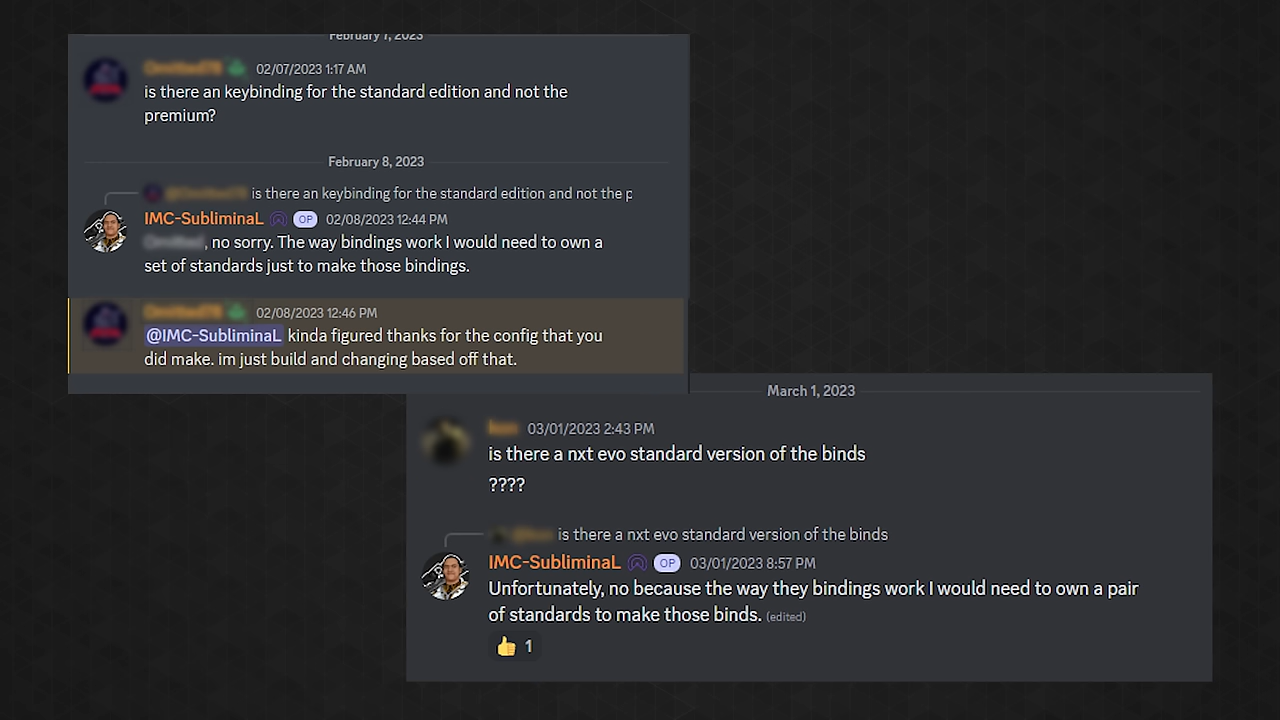 February 7, 2023
02/07/2023 1:17 AM
is there an keybinding for the standard edition and not the
premium?
February 8, 2023
is there an keybinding for the standard edition and not the p
IMC-SubliminaL OP 02/08/2023 12:44 PM
, no sorry. The way bindings work I would need to own a
set of standards just to make those bindings.
02/08/2023 12:46 PM
@IMC-SubliminaL kinda figured thanks for the config that you
did make. im just build and changing based off that.
March 1, 2023
03/01/2023 2:43 PM
is there a nxt evo standard version of the binds
????
is there a nxt evo standard version of the binds
IMC-SubliminaL OP 03/01/2023 8:57 PM
Unfortunately, no because the way they bindings work I would need to own a pair
of standards to make those binds. (edited)
1